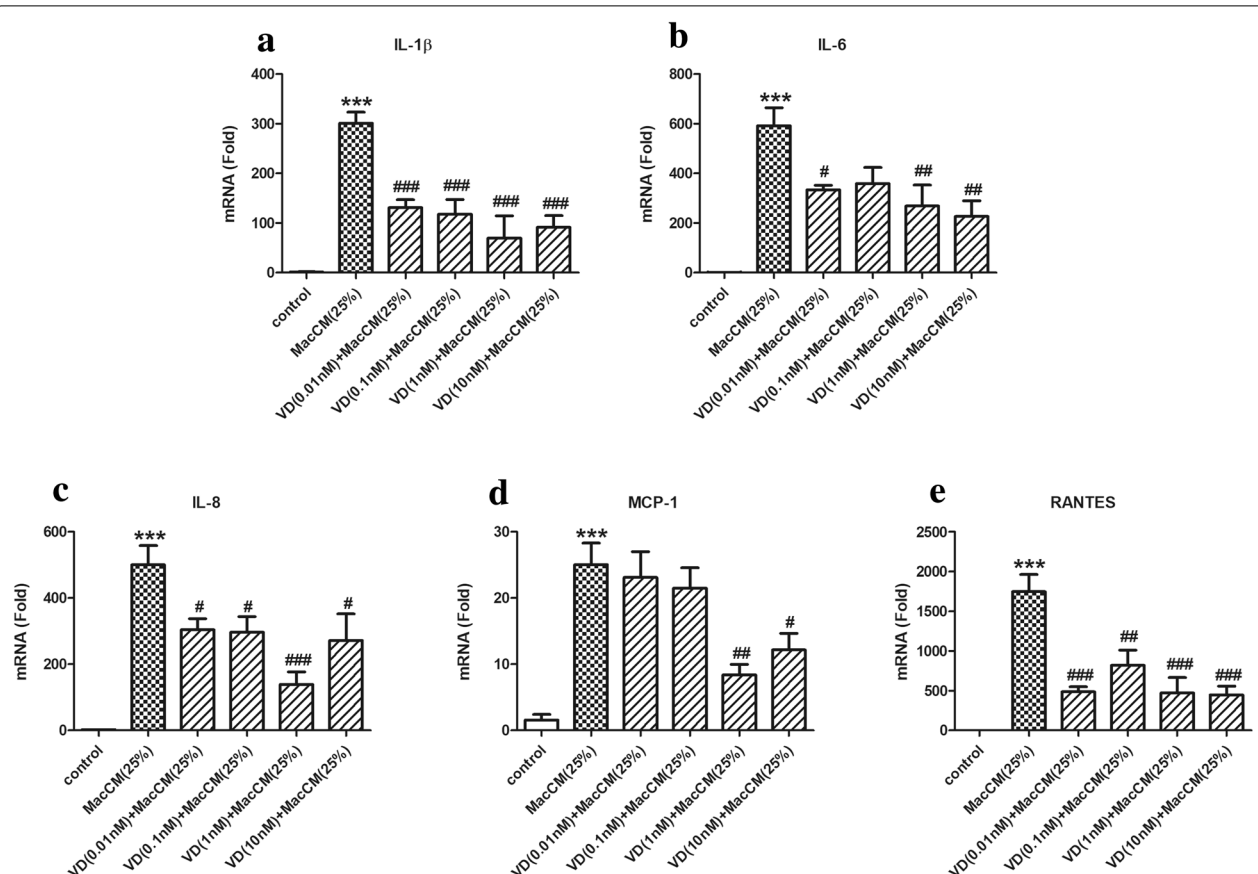 a
IL-1β
mRNA (Fold)
400
300
200
100
0
***
###
###
###
###
control
MacCM(25%)
VD(0.01nM)+MacCM(25%)
VD(0.1nM)+MacCM(25%)
VD(1nM)+MacCM(25%)
VD(10nM)+MacCM(25%)
b
IL-6
mRNA (Fold)
800
600
400
200
0
***
#
##
##
control
MacCM(25%)
VD(0.01nM)+MacCM(25%)
VD(0.1nM)+MacCM(25%)
VD(1nM)+MacCM(25%)
VD(10nM)+MacCM(25%)
c
IL-8
mRNA (Fold)
600
400
200
0
***
#
#
###
#
control
MacCM(25%)
VD(0.01nM)+MacCM(25%)
VD(0.1nM)+MacCM(25%)
VD(1nM)+MacCM(25%)
VD(10nM)+MacCM(25%)
d
MCP-1
mRNA (Fold)
30
20
10
0
***
##
#
control
MacCM(25%)
VD(0.01nM)+MacCM(25%)
VD(0.1nM)+MacCM(25%)
VD(1nM)+MacCM(25%)
VD(10nM)+MacCM(25%)
e
RANTES
mRNA (Fold)
2500
2000
1500
1000
500
0
***
###
##
###
###
control
MacCM(25%)
VD(0.01nM)+MacCM(25%)
VD(0.1nM)+MacCM(25%)
VD(1nM)+MacCM(25%)
VD(10nM)+MacCM(25%)